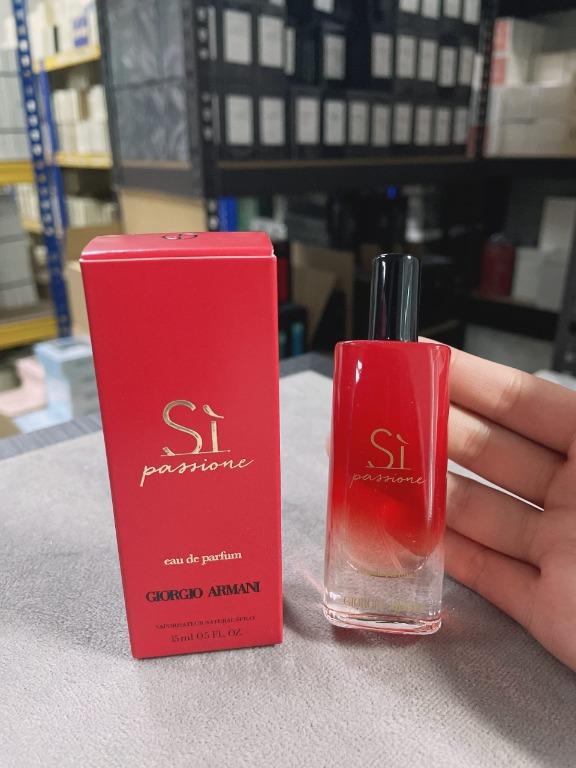 Sì
passione
eau de parfum
GIORGIO ARMANI
VAPORISATEUR NATURAL SPRAY
15 ml 0.5 FL. OZ.
Sì
passione